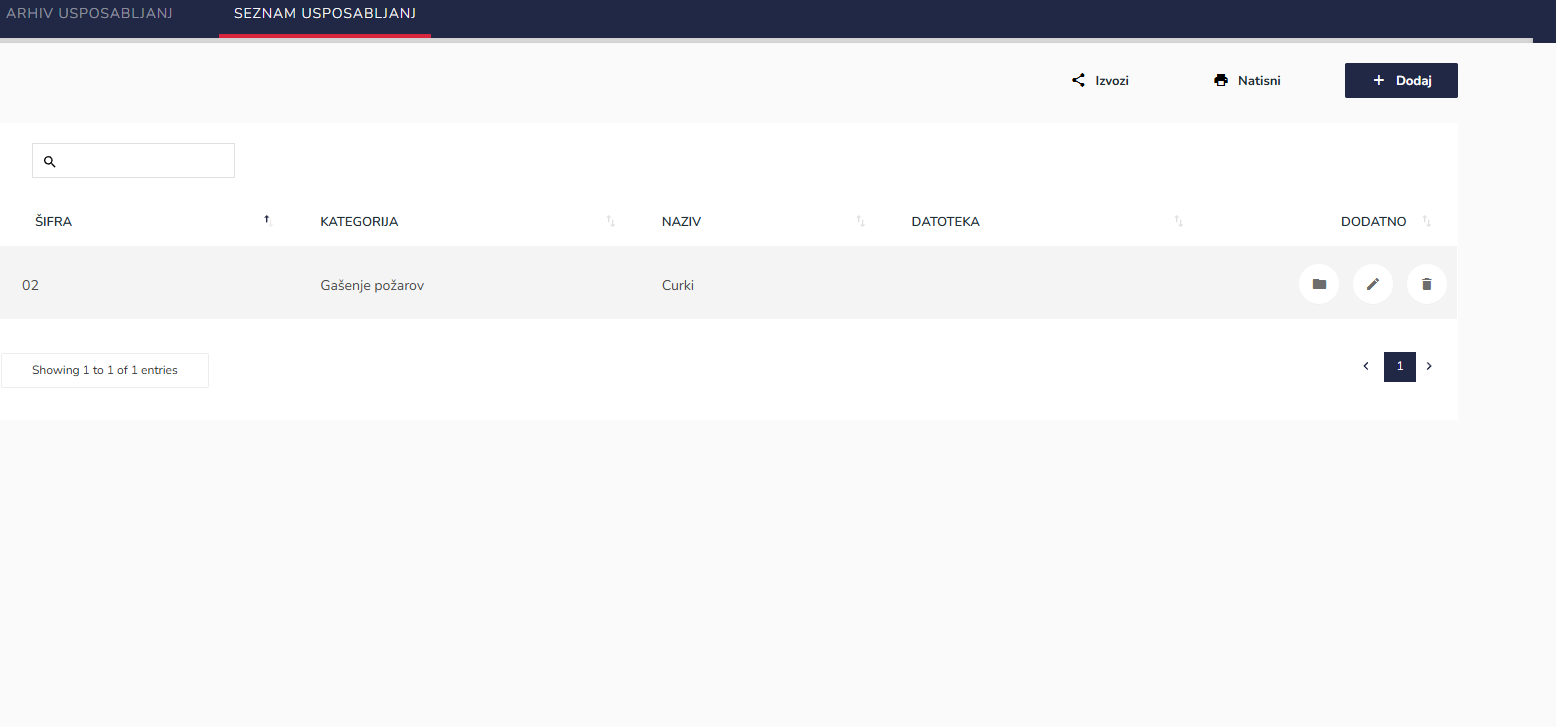 ARHIV USPOSABLJANJ SEZNAM USPOSABLJANJ
Izvozi Natisni + Dodaj
ŠIFRA KATEGORIJA NAZIV DATOTEKA DODATNO
02 Gašenje požarov Curki
Showing 1 to 1 of 1 entries 1